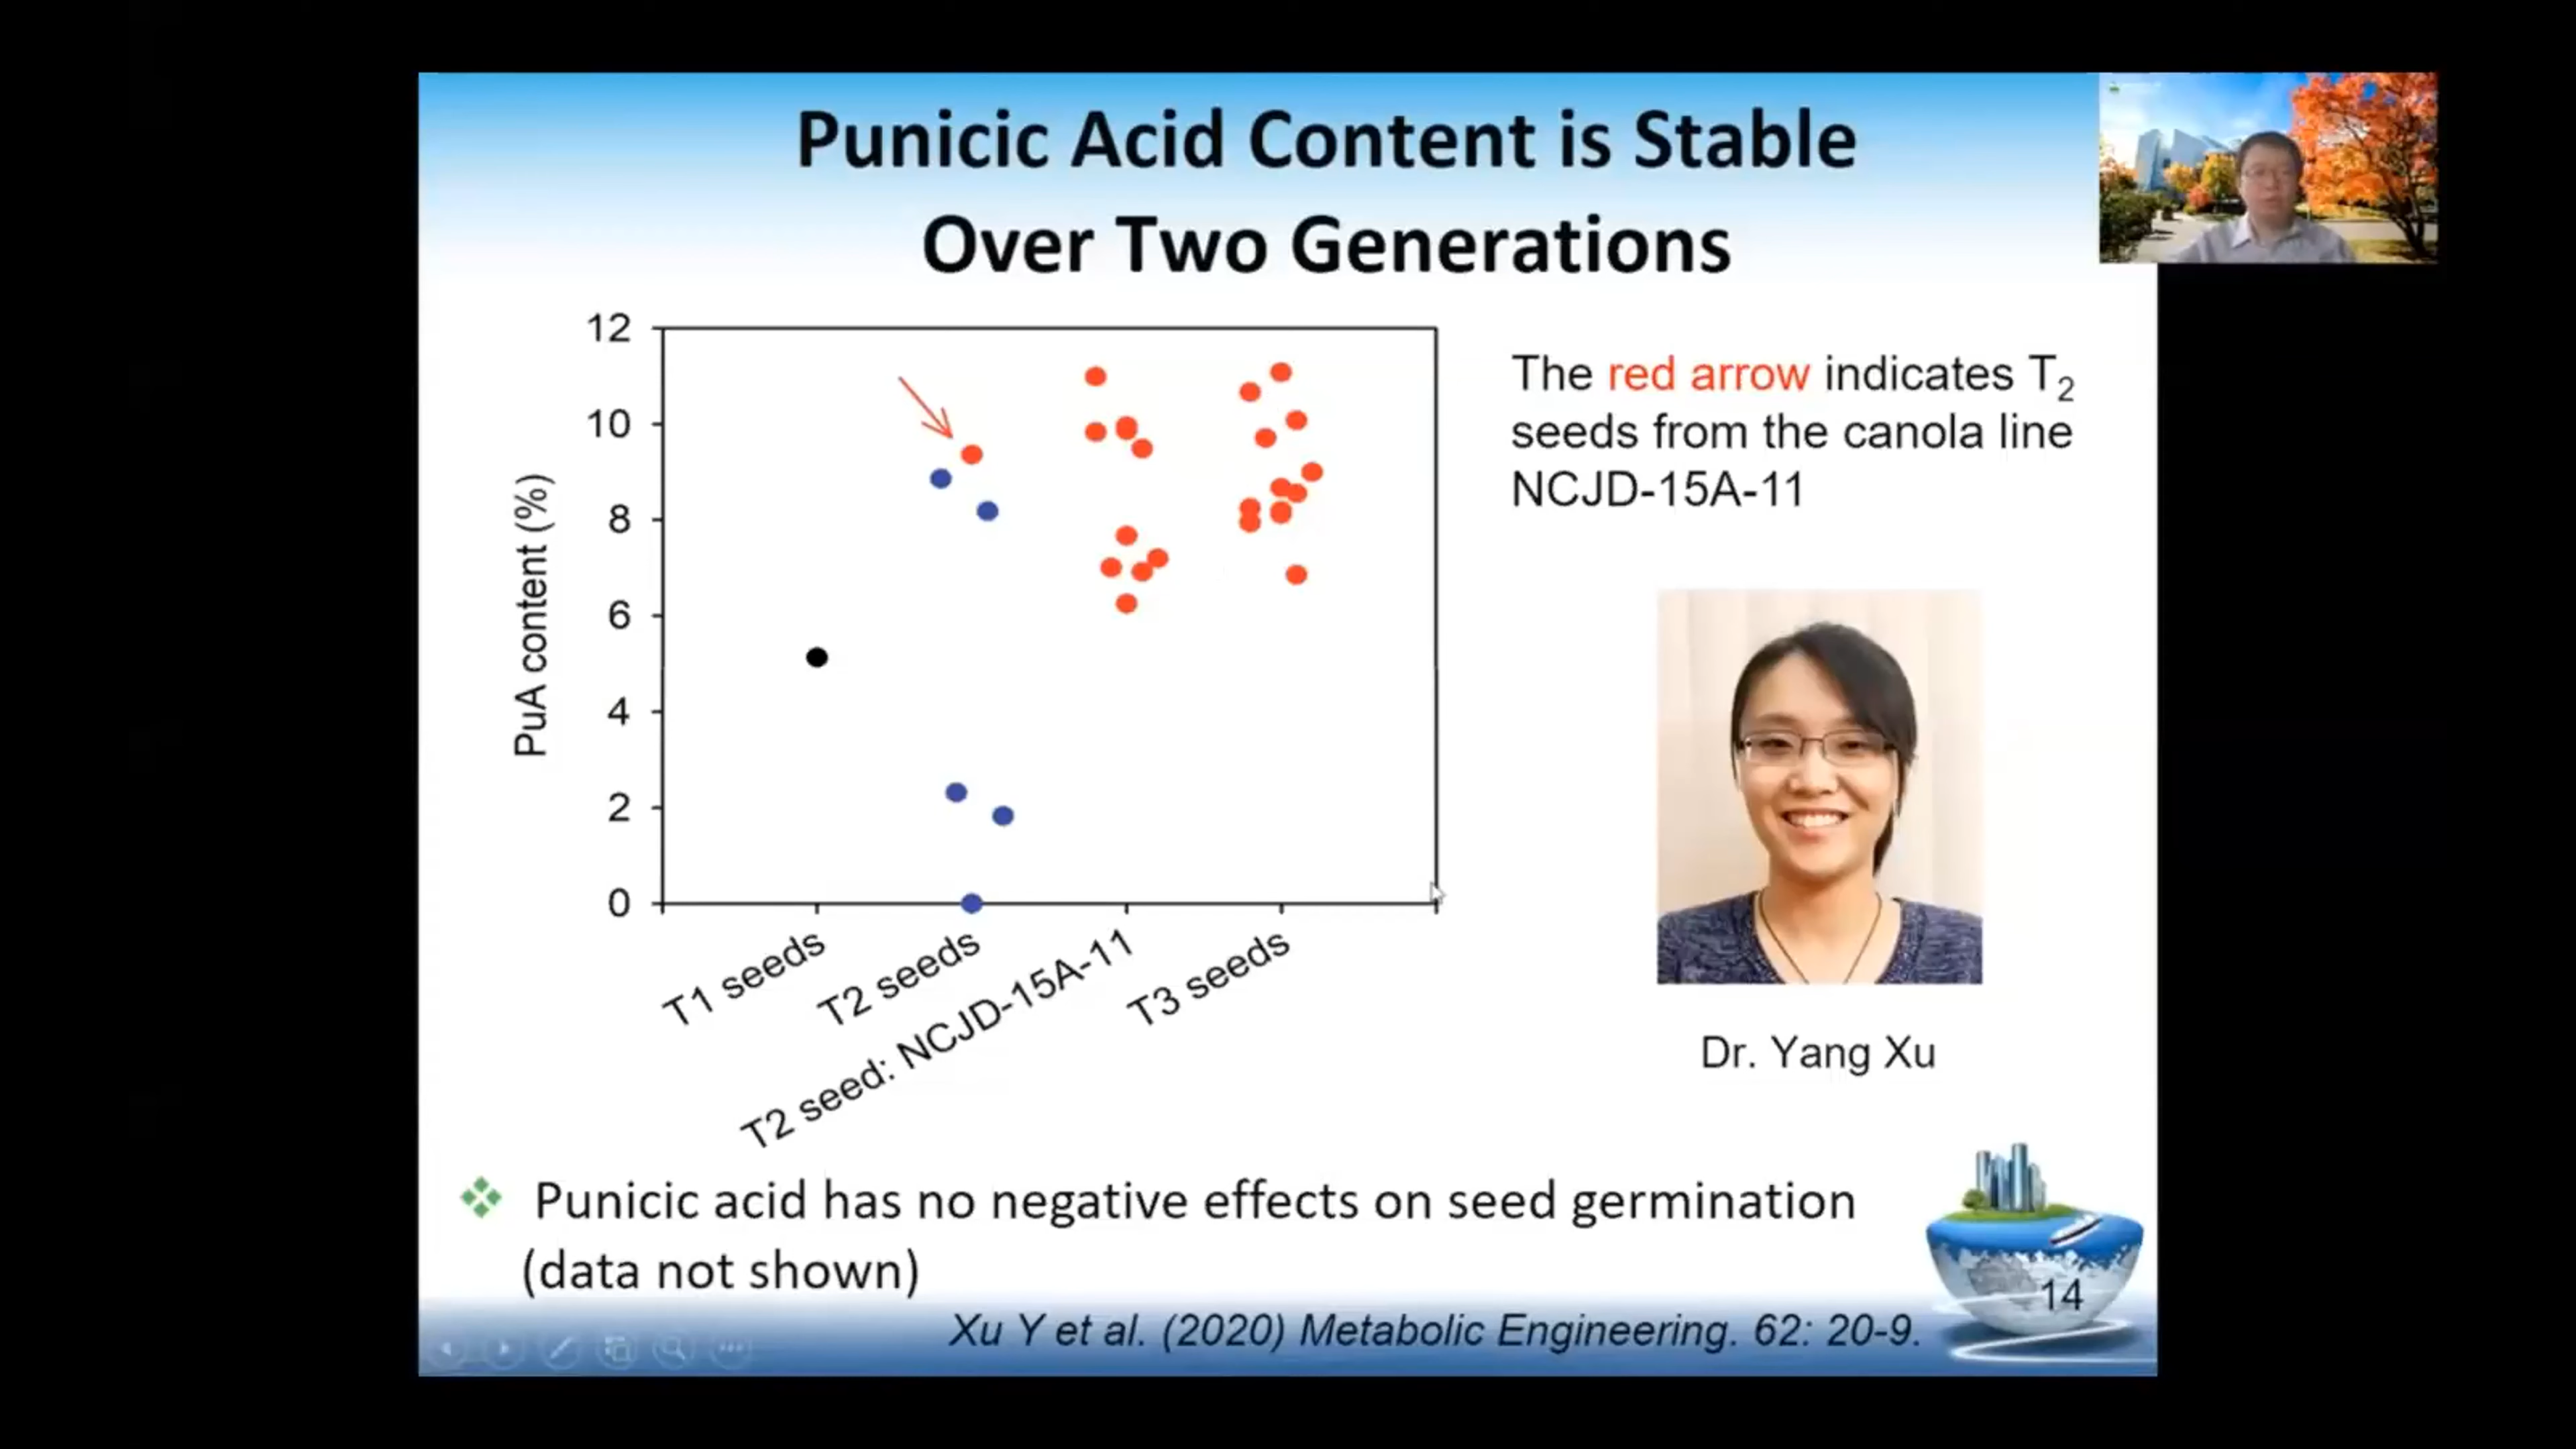 Punicic Acid Content is Stable
Over Two Generations
12
10
8
6
4
2
0
PuA content (%)
T1 seeds
T2 seeds
T2 seed: NCJD-15A-11
T3 seeds
The red arrow indicates T₂
seeds from the canola line
NCJD-15A-11
Dr. Yang Xu
Punicic acid has no negative effects on seed germination
(data not shown)
Xu Y et al. (2020) Metabolic Engineering. 62: 20-9.
14